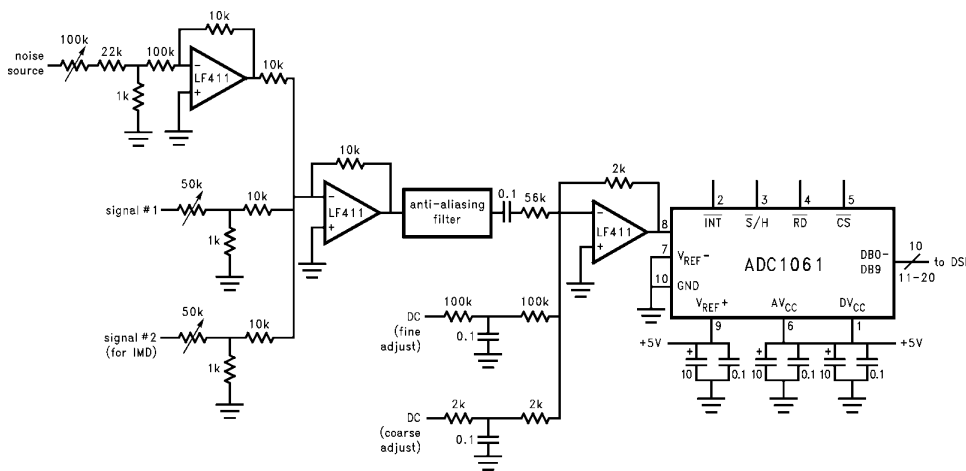 noise
source
100k
22k
100k
1k
10k
−
LF411
+
10k
signal #1
50k
1k
10k
signal #2
(for IMD)
50k
1k
10k
10k
−
LF411
+
anti-aliasing
filter
0.1
56k
2k
−
LF411
+
DC
(fine
adjust)
100k
0.1
100k
DC
(coarse
adjust)
2k
0.1
2k
2
3
4
5
INT
S/H
RD
CS
8
7
VREF−
10
GND
ADC1061
DB0-
DB9
10
11-20
to DS
VREF+
AVCC
DVCC
9
6
1
+5V
+5V
+
10
0.1
+
10
0.1
+
10
0.1